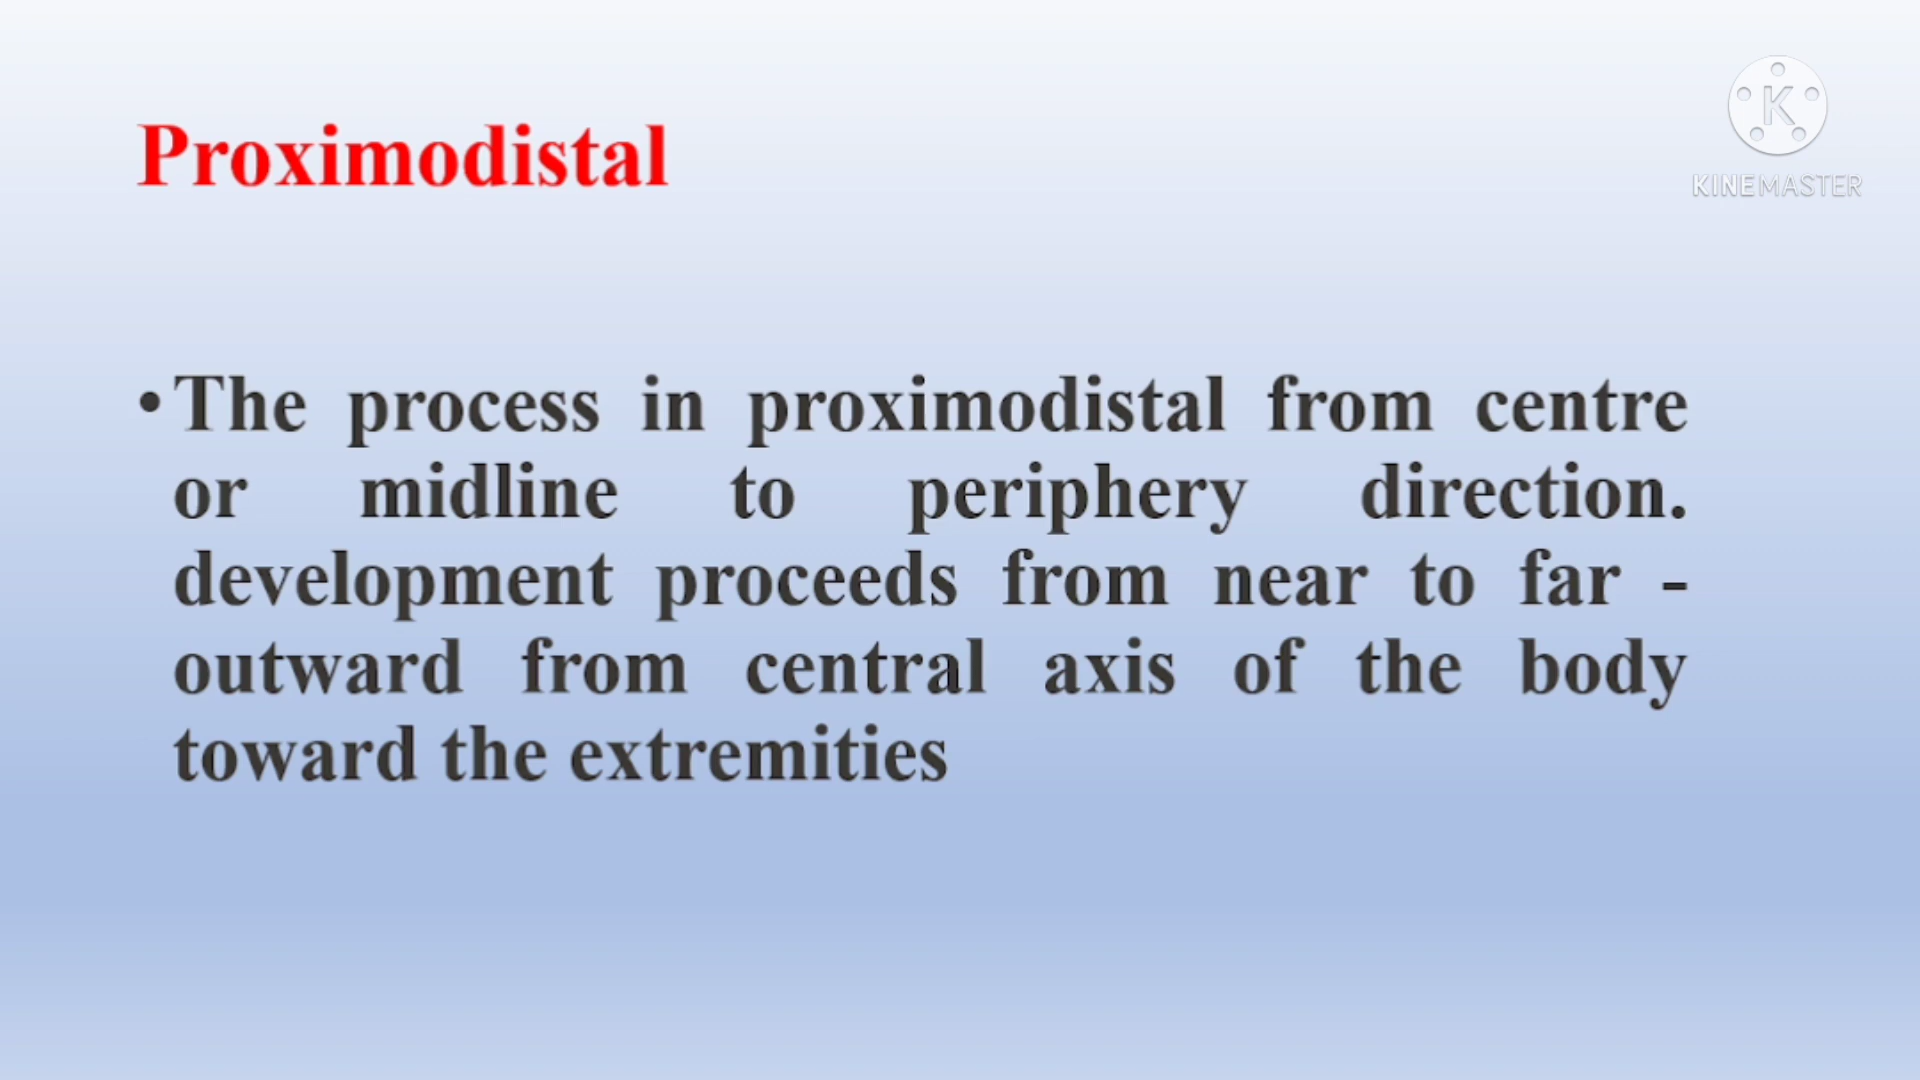 Proximodistal
K
KINEMASTER
• The process in proximodistal from centre
or midline to periphery direction.
development proceeds from near to far -
outward from central axis of the body
toward the extremities